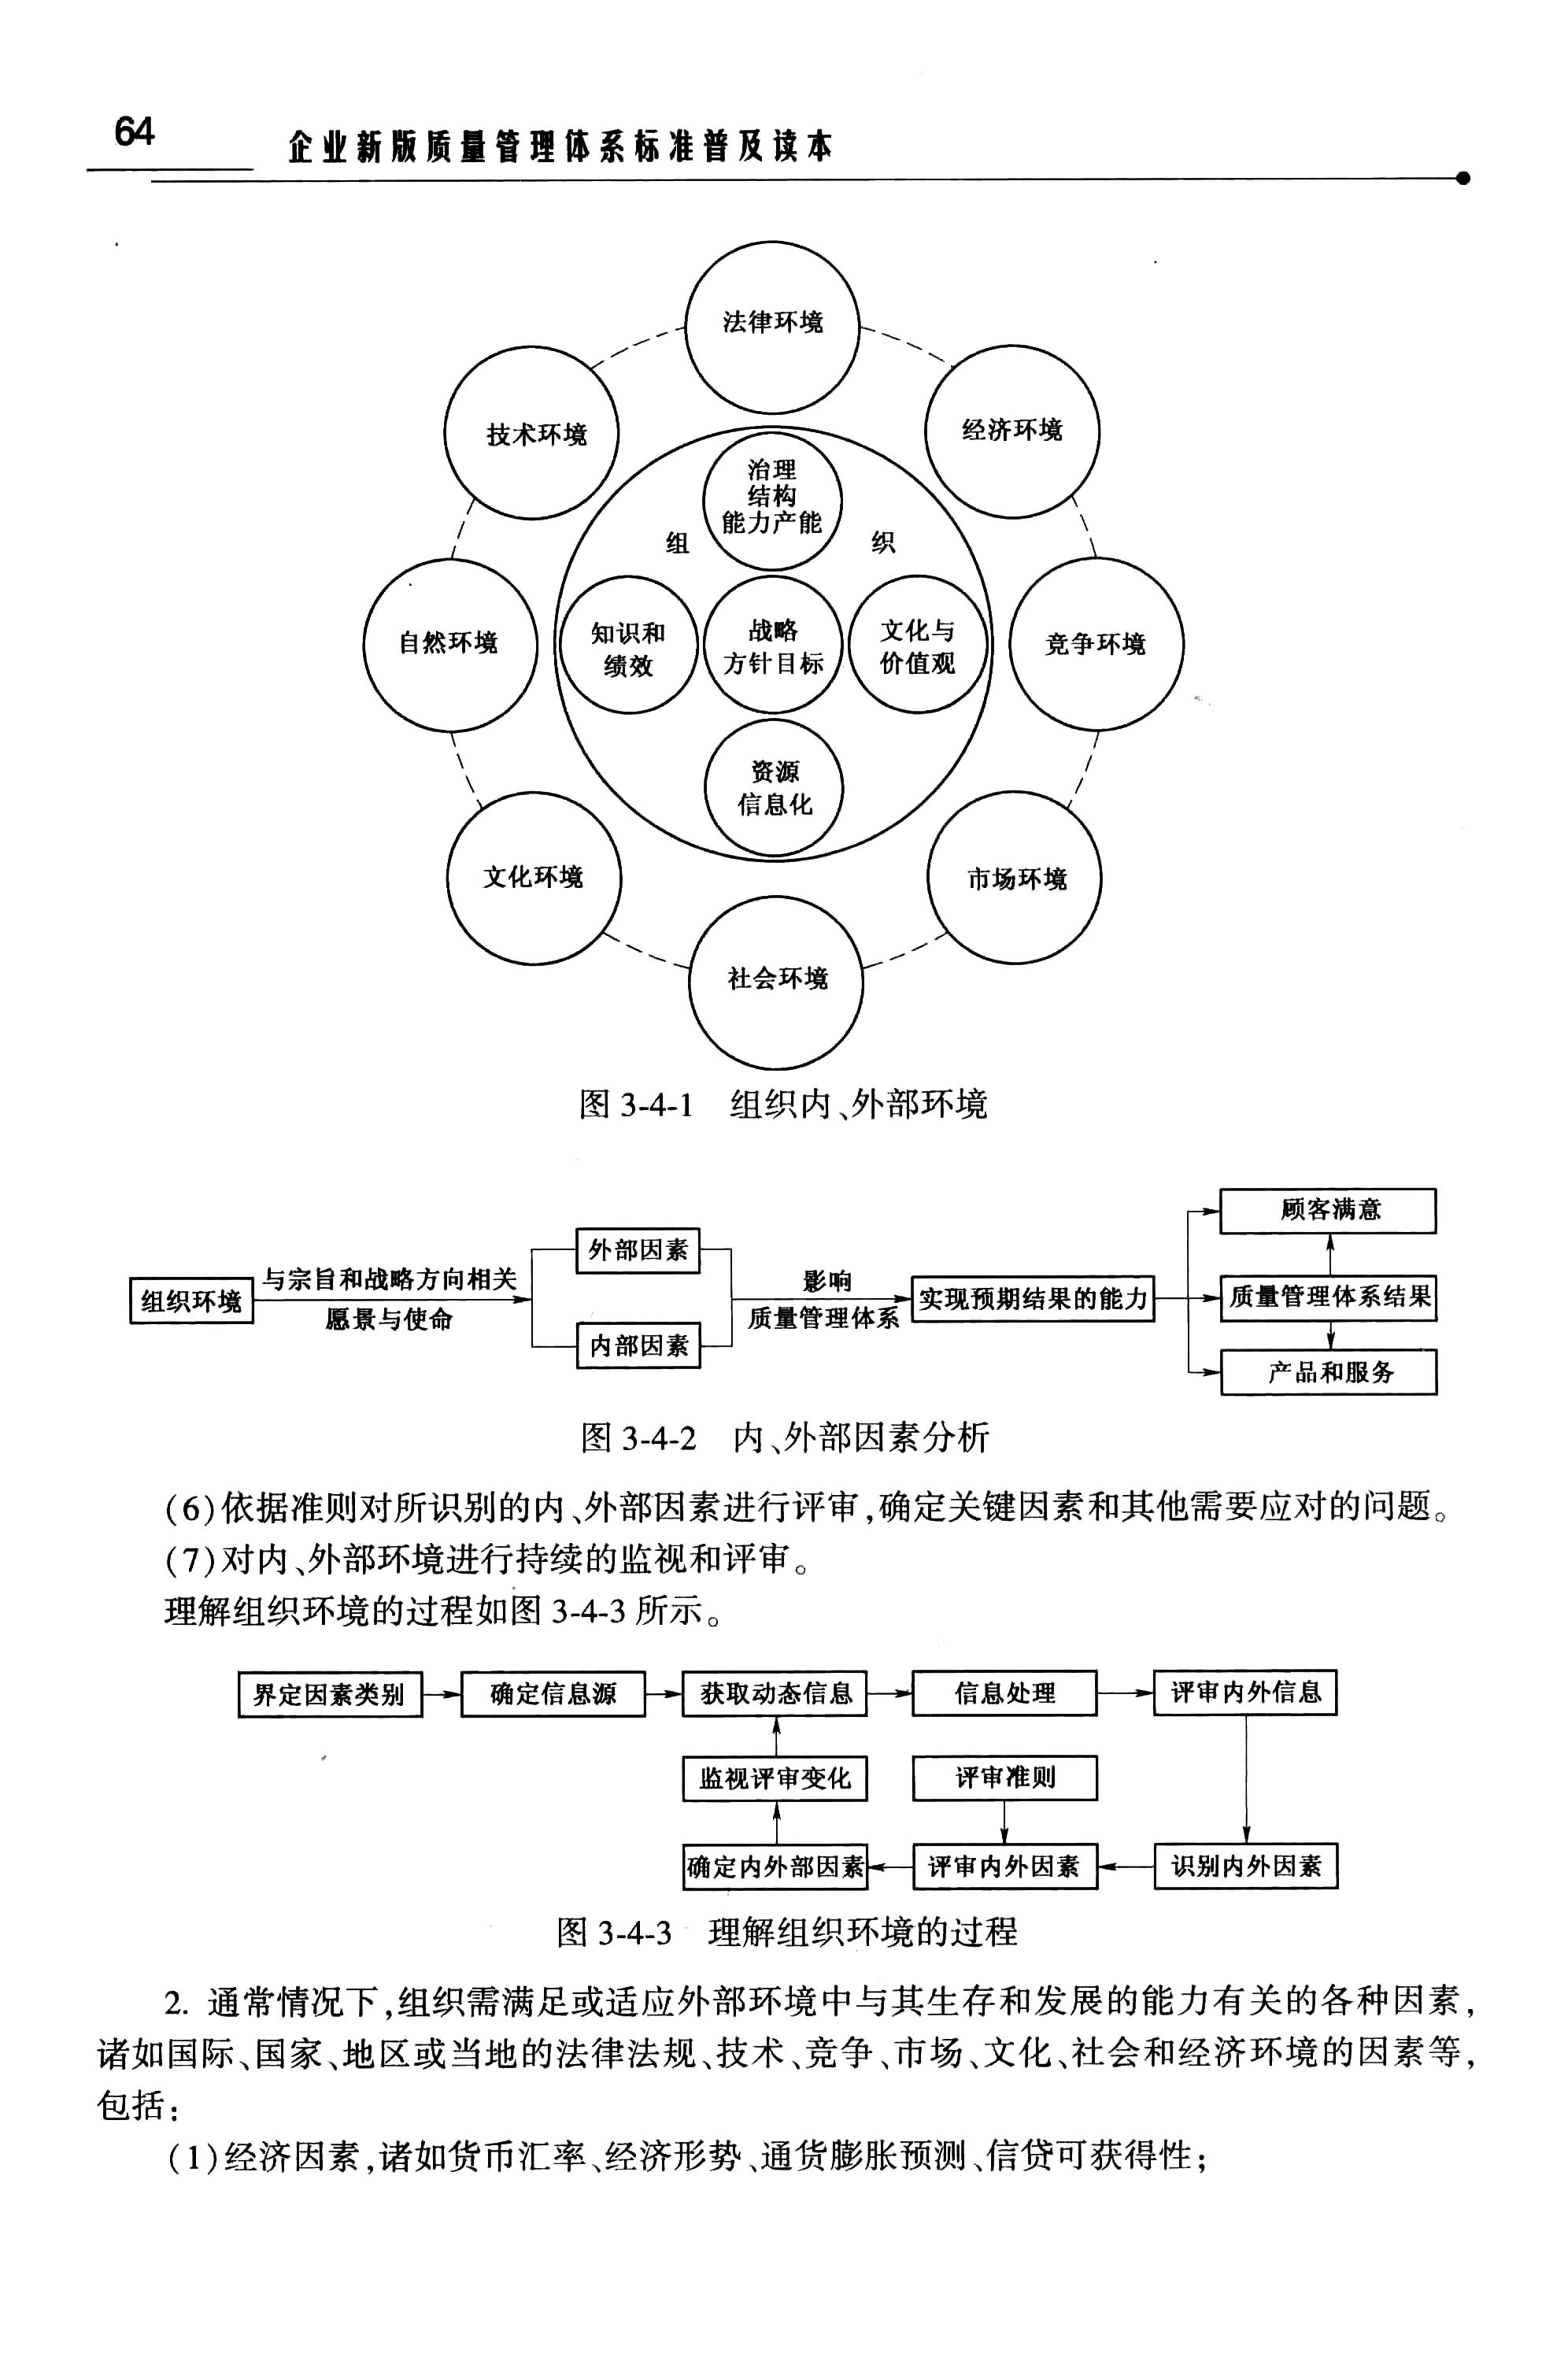 64
企业新版质量管理体系标准普及读本
法律环境
技术环境
经济环境
治理
结构
能力产能
组 织
自然环境
知识和
绩效
战略
方针目标
文化与
价值观
竞争环境
资源
信息化
文化环境
市场环境
社会环境
图 3-4-1 组织内、外部环境
组织环境
与宗旨和战略方向相关
愿景与使命
外部因素
内部因素
影响
质量管理体系
实现预期结果的能力
顾客满意
质量管理体系结果
产品和服务
图 3-4-2 内、外部因素分析
(6)依据准则对所识别的内、外部因素进行评审,确定关键因素和其他需要应对的问题。
(7)对内、外部环境进行持续的监视和评审。
理解组织环境的过程如图 3-4-3 所示。
界定因素类别
确定信息源
获取动态信息
信息处理
评审内外信息
监视评审变化
评审准则
确定内外部因素
评审内外因素
识别内外因素
图 3-4-3 理解组织环境的过程
2. 通常情况下,组织需满足或适应外部环境中与其生存和发展的能力有关的各种因素,
诸如国际、国家、地区或当地的法律法规、技术、竞争、市场、文化、社会和经济环境的因素等,
包括:
(1)经济因素,诸如货币汇率、经济形势、通货膨胀预测、信贷可获得性;